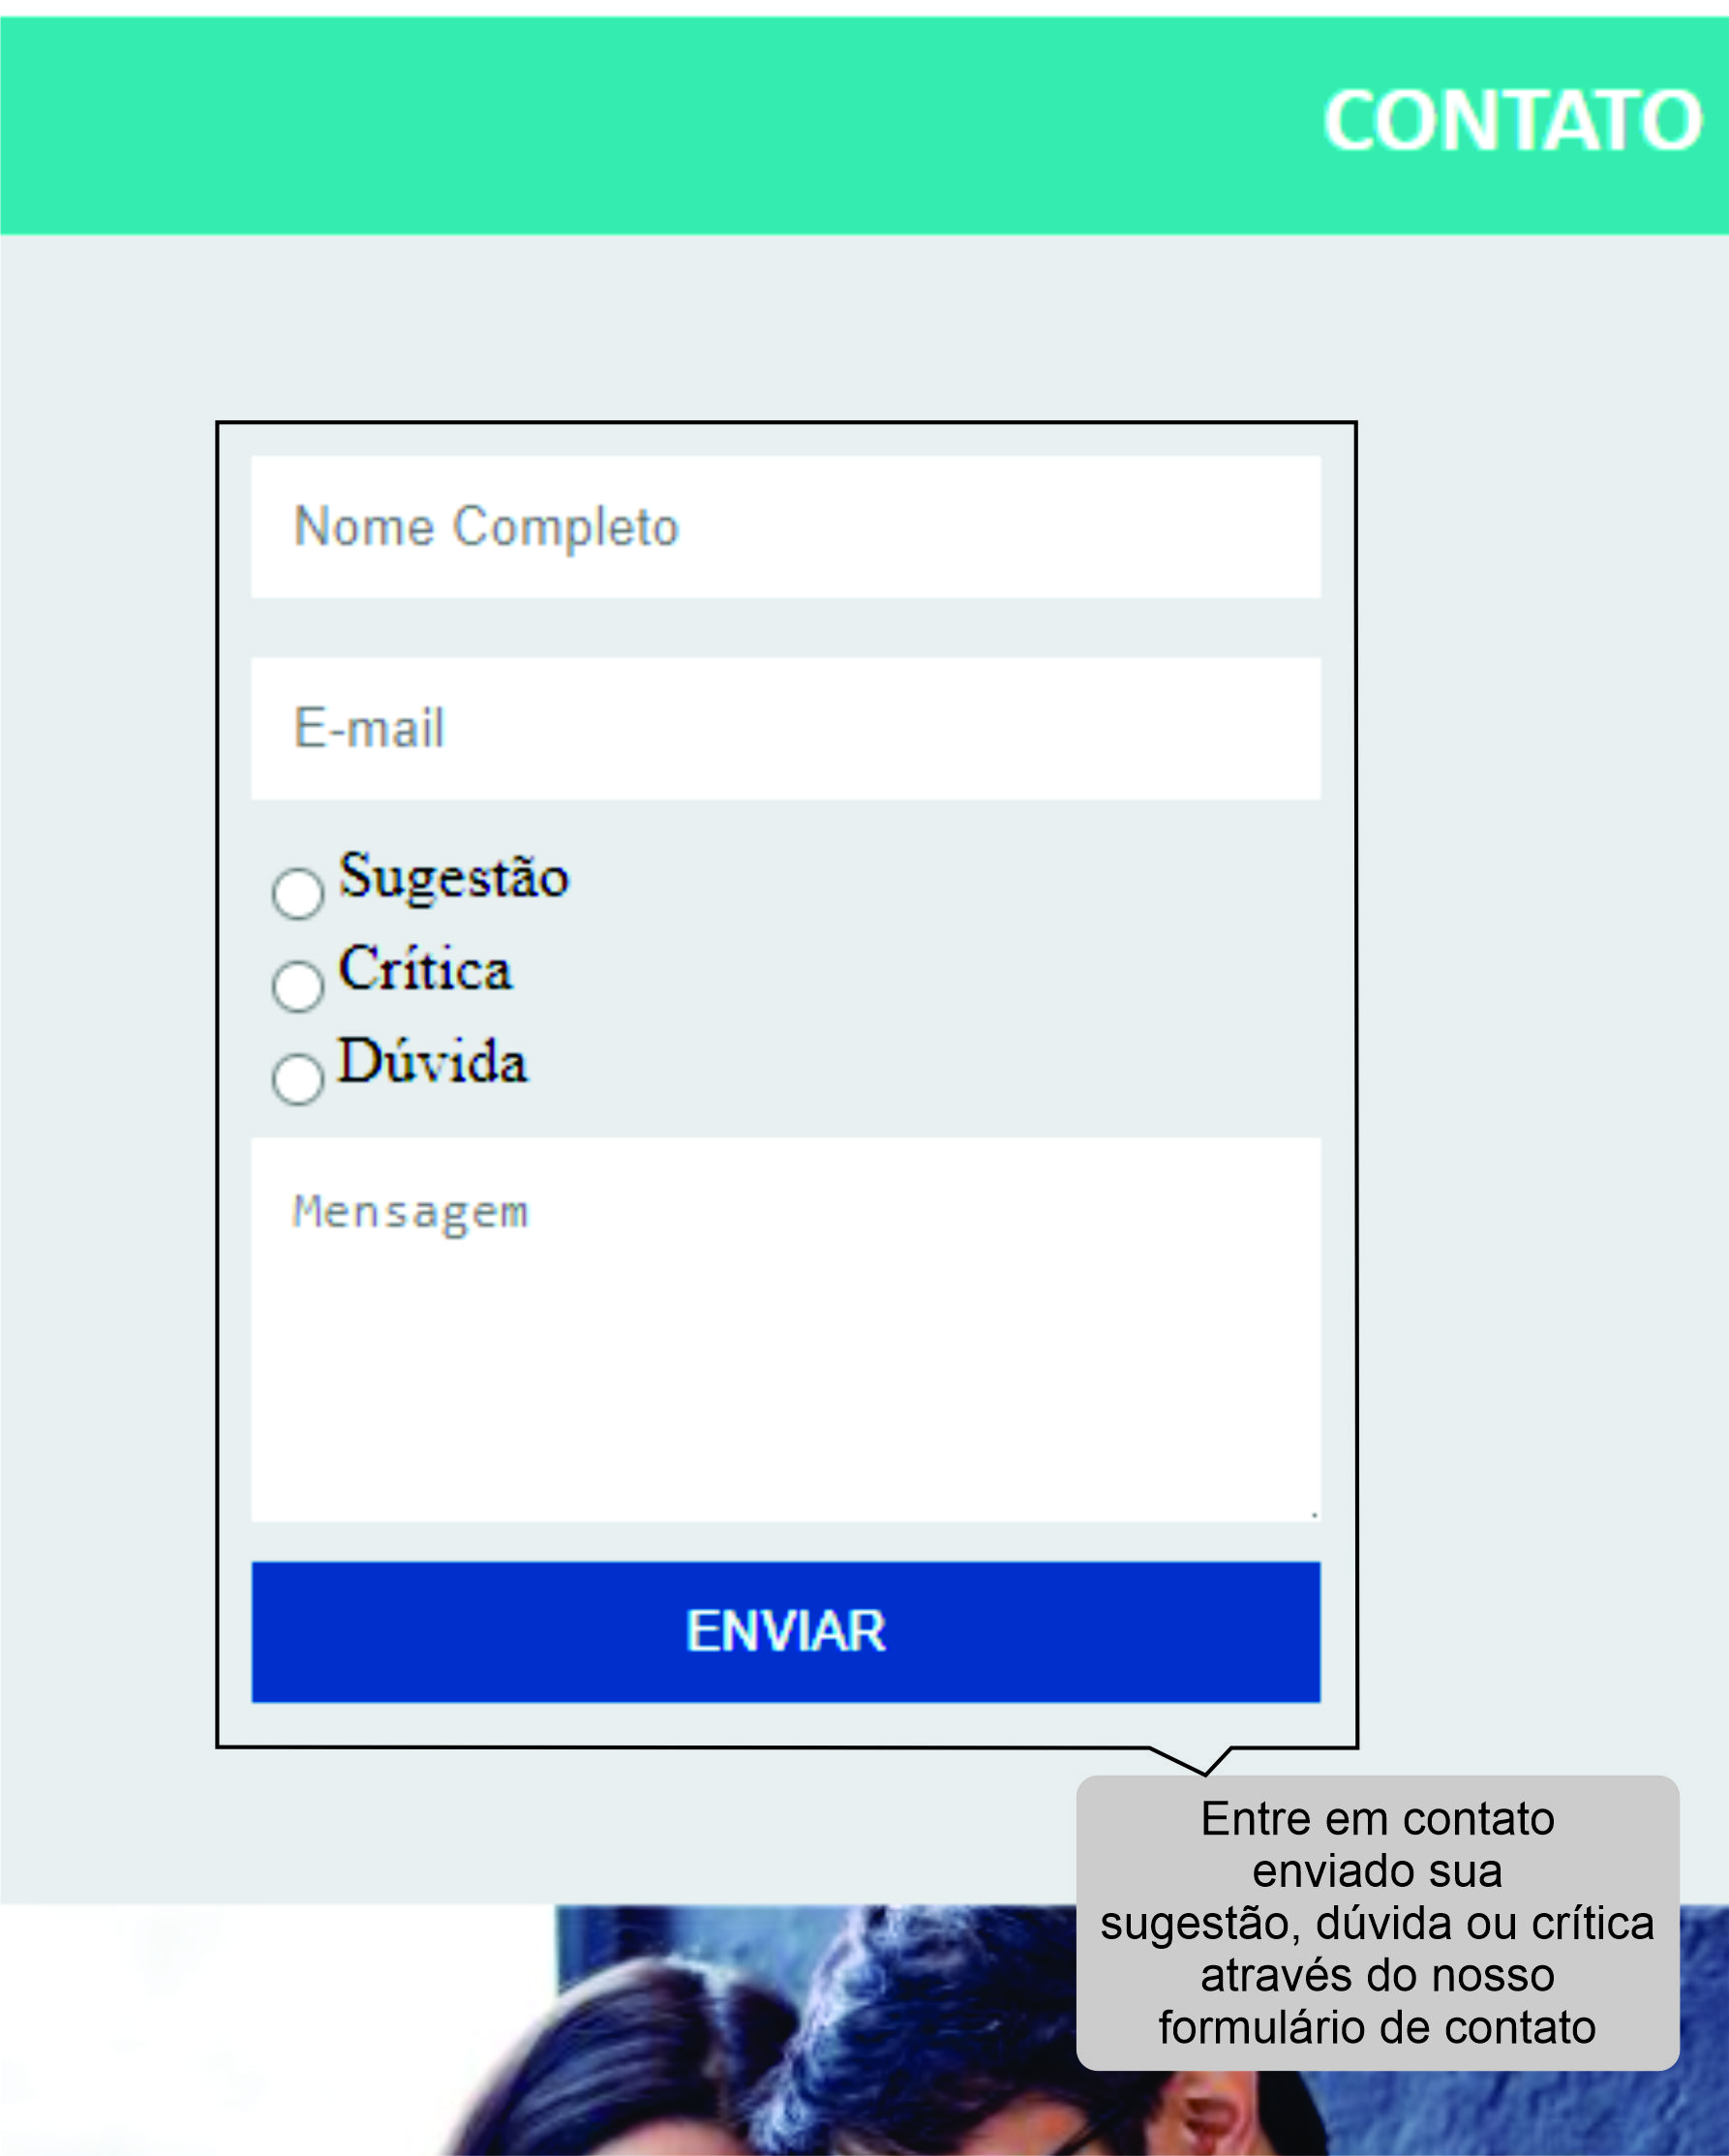 CONTATO
Nome Completo
E-mail
Sugestão
Crítica
Dúvida
Mensagem
ENVIAR
Entre em contato
enviado sua
sugestão, dúvida ou crítica
através do nosso
formulário de contato